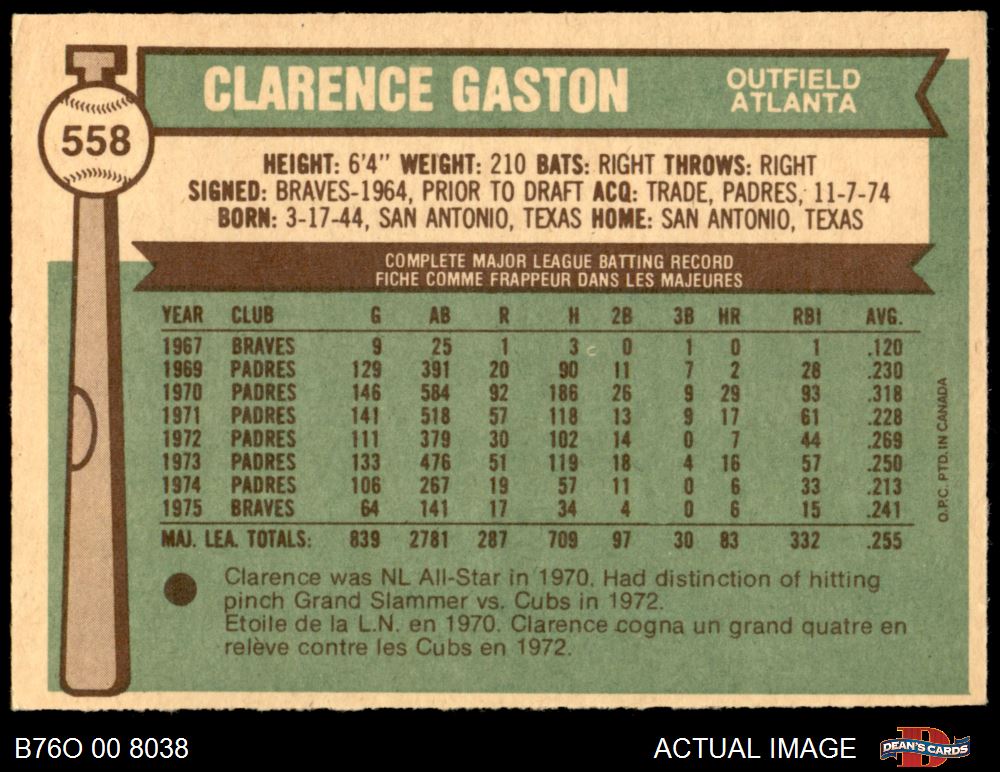 558
CLARENCE GASTON
OUTFIELD
ATLANTA
HEIGHT: 6'4" WEIGHT: 210 BATS: RIGHT THROWS: RIGHT
SIGNED: BRAVES-1964, PRIOR TO DRAFT ACQ: TRADE, PADRES, 11-7-74
BORN: 3-17-44, SAN ANTONIO, TEXAS HOME: SAN ANTONIO, TEXAS
COMPLETE MAJOR LEAGUE BATTING RECORD
FICHE COMME FRAPPEUR DANS LES MAJEURES
YEAR CLUB G AB R H 2B 3B HR RBI AVG.
1967 BRAVES 9 25 1 3 0 1 0 1 .120
1969 PADRES 129 391 20 90 11 7 2 28 .230
1970 PADRES 146 584 92 186 26 9 29 93 .318
1971 PADRES 141 518 57 118 13 9 17 61 .228
1972 PADRES 111 379 30 102 14 0 7 44 .269
1973 PADRES 133 476 51 119 18 4 16 57 .250
1974 PADRES 106 267 19 57 11 0 6 33 .213
1975 BRAVES 64 141 17 34 4 0 6 15 .241
MAJ. LEA. TOTALS: 839 2781 287 709 97 30 83 332 .255
Clarence was NL All-Star in 1970. Had distinction of hitting
pinch Grand Slammer vs. Cubs in 1972.
Etoile de la L.N. en 1970. Clarence cogna un grand quatre en
relève contre les Cubs en 1972.
O.P.C. PTD. IN CANADA
B76O 00 8038
ACTUAL IMAGE
D
DEAN'S CARDS